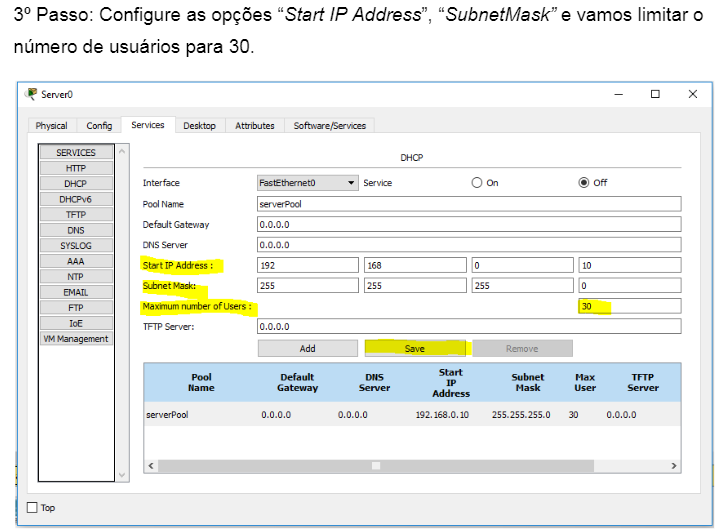 3º Passo: Configure as opções “Start IP Address”, “SubnetMask” e vamos limitar o
número de usuários para 30.
Server0
Physical Config Services Desktop Attributes Software/Services
SERVICES
HTTP
DHCP
DHCPv6
TFTP
DNS
SYSLOG
AAA
NTP
EMAIL
FTP
IoE
VM Management
DHCP
Interface FastEthernet0 Service On Off
Pool Name serverPool
Default Gateway 0.0.0.0
DNS Server 0.0.0.0
Start IP Address : 192 168 0 10
Subnet Mask: 255 255 255 0
Maximum number of Users : 30
TFTP Server: 0.0.0.0
Add Save Remove
Pool Name Default Gateway DNS Server Start IP Address Subnet Mask Max User TFTP Server
serverPool 0.0.0.0 0.0.0.0 192.168.0.10 255.255.255.0 30 0.0.0.0
Top